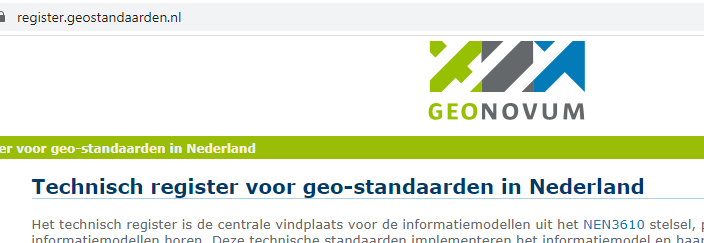 register.geostandaarden.nl
GEONOVUM
er voor geo-standaarden in Nederland
Technisch register voor geo-standaarden in Nederland
Het technisch register is de centrale vindplaats voor de informatiemodellen uit het NEN3610 stelsel,
informatiemodellen horen. Deze technische standaarden implementeren het informatiemodel en